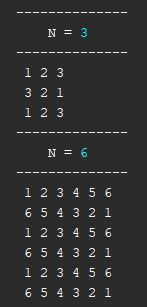 --------------
N = 3
--------------
1 2 3
3 2 1
1 2 3
--------------
N = 6
--------------
1 2 3 4 5 6
6 5 4 3 2 1
1 2 3 4 5 6
6 5 4 3 2 1
1 2 3 4 5 6
6 5 4 3 2 1